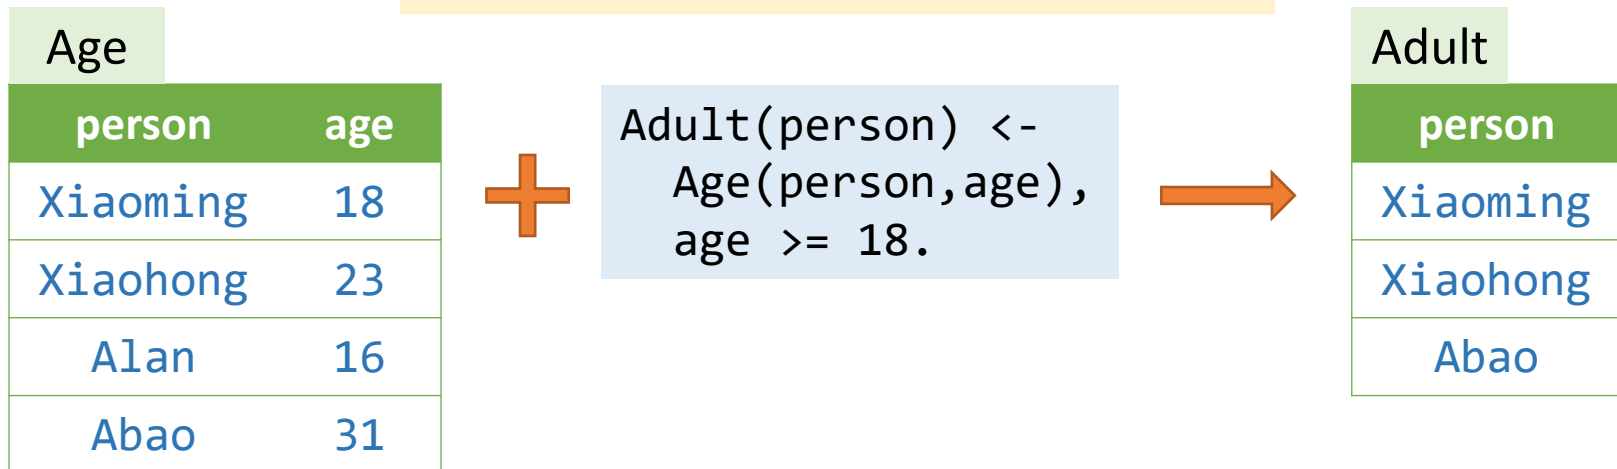 Age
person age
Xiaoming 18
Xiaohong 23
Alan 16
Abao 31
Adult(person) <-
Age(person,age),
age >= 18.
Adult
person
Xiaoming
Xiaohong
Abao